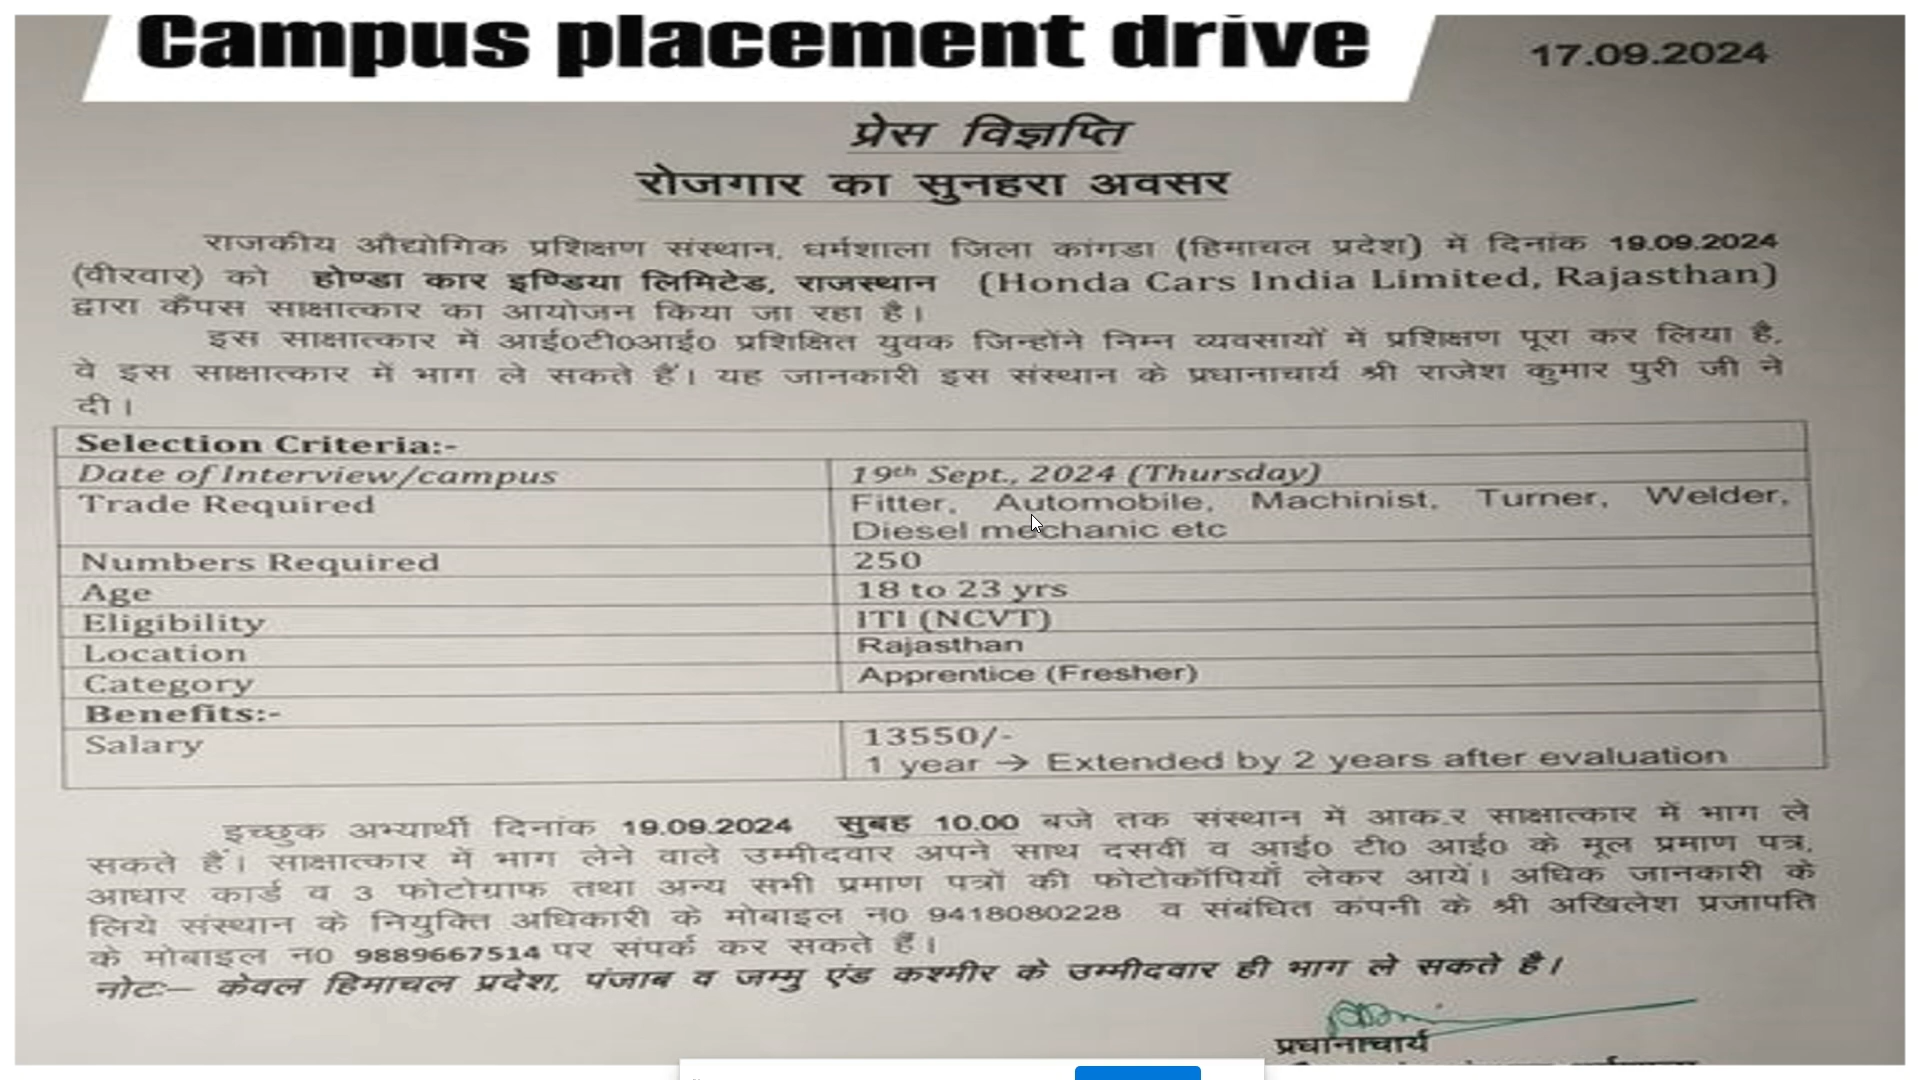 Campus placement drive
17.09.2024
प्रेस विज्ञप्ति
रोजगार का सुनहरा अवसर
राजकीय औद्योगिक प्रशिक्षण संस्थान, धर्मशाला जिला कांगडा (हिमाचल प्रदेश) में दिनांक 19.09.2024
(वीरवार) को होण्डा कार इण्डिया लिमिटेड, राजस्थान (Honda Cars India Limited, Rajasthan)
द्वारा कैंपस साक्षात्कार का आयोजन किया जा रहा है।
इस साक्षात्कार में आई0टी0आई0 प्रशिक्षित युवक जिन्होंने निम्न व्यवसायों में प्रशिक्षण पूरा कर लिया है,
वे इस साक्षात्कार में भाग ले सकते हैं। यह जानकारी इस संस्थान के प्रधानाचार्य श्री राजेश कुमार पुरी जी ने
दी।
Selection Criteria:-
Date of Interview/campus 19th Sept., 2024 (Thursday)
Trade Required Fitter, Automobile, Machinist, Turner, Welder,
Diesel mechanic etc
Numbers Required 250
Age 18 to 23 yrs
Eligibility ITI (NCVT)
Location Rajasthan
Category Apprentice (Fresher)
Benefits:-
Salary 13550/-
1 year → Extended by 2 years after evaluation
इच्छुक अभ्यार्थी दिनांक 19.09.2024 सुबह 10.00 बजे तक संस्थान में आक.र साक्षात्कार में भाग ले
सकते हैं। साक्षात्कार में भाग लेने वाले उम्मीदवार अपने साथ दसवीं व आई0 टी0 आई0 के मूल प्रमाण पत्र,
आधार कार्ड व 3 फोटोग्राफ तथा अन्य सभी प्रमाण पत्रों की फोटोकॉपियाँ लेकर आयें। अधिक जानकारी के
लिये संस्थान के नियुक्ति अधिकारी के मोबाइल न0 9418080228 व संबंधित कंपनी के श्री अखिलेश प्रजापति
के मोबाइल न0 9889667514 पर संपर्क कर सकते हैं।
नोटः– केवल हिमाचल प्रदेश, पंजाब व जम्मु एंड कश्मीर के उम्मीदवार ही भाग ले सकते है।
प्रधानाचार्य